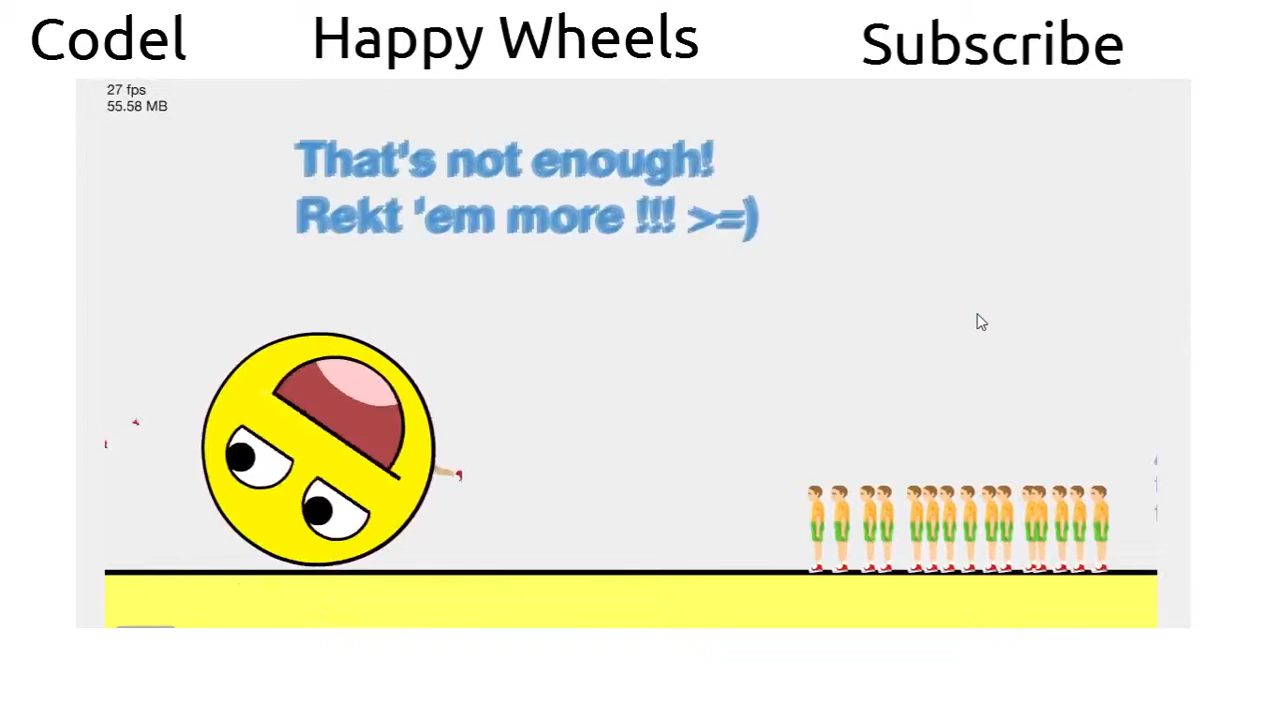 Codel Happy Wheels Subscribe
27 fps
55.58 MB
That's not enough!
Rekt 'em more !!! >=)